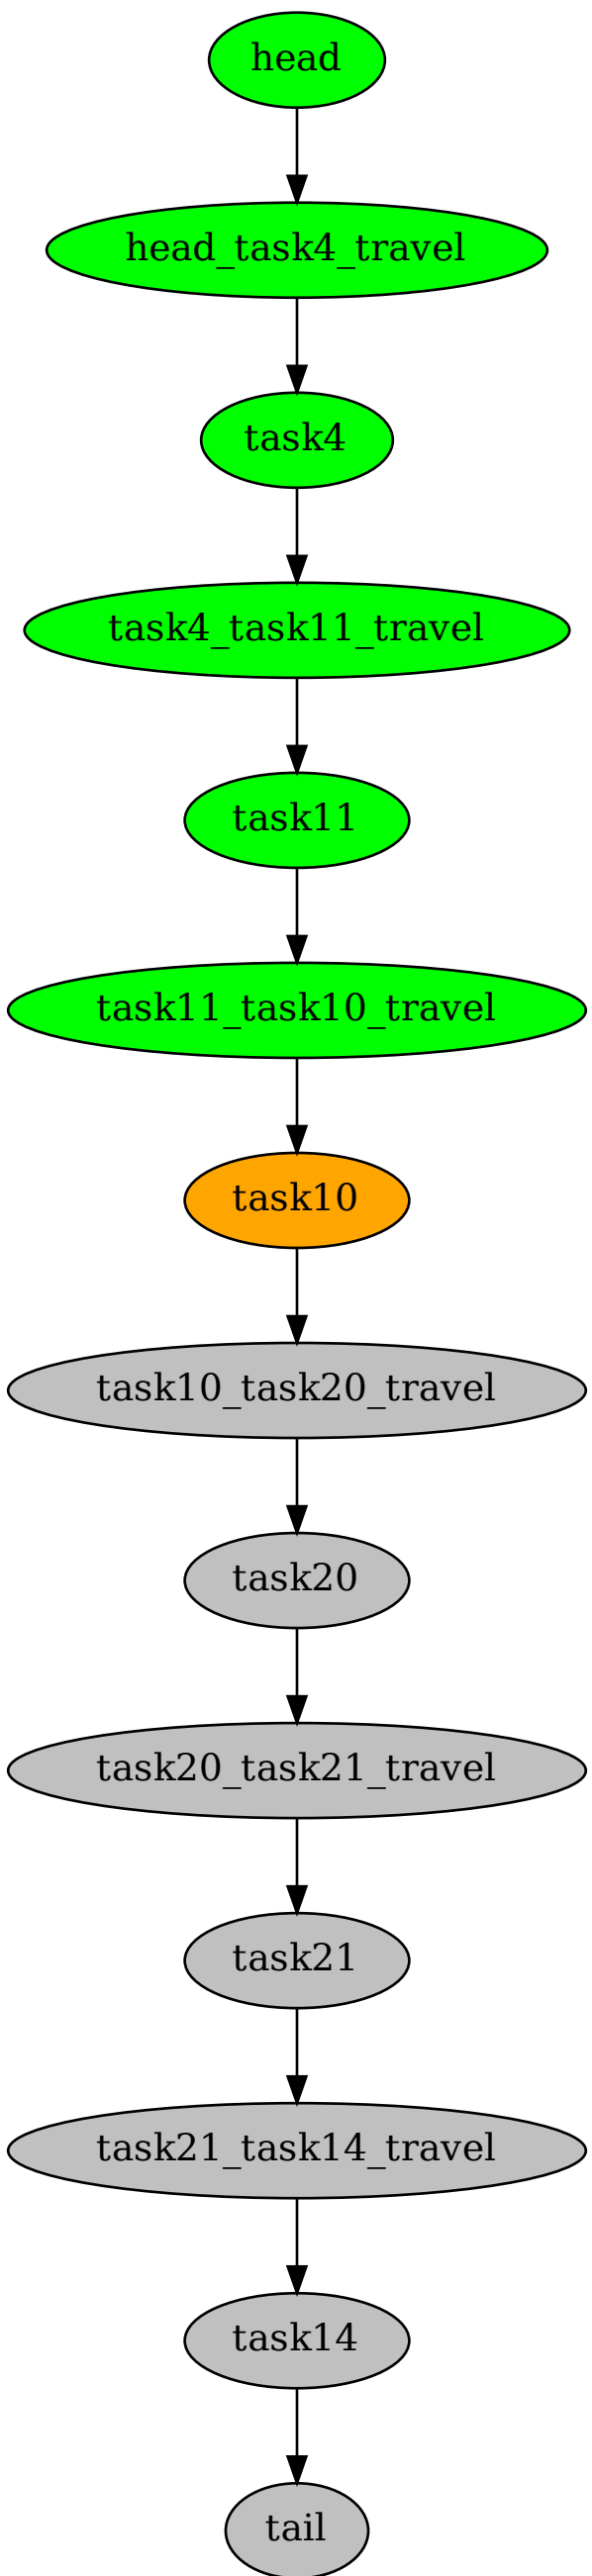 head
head_task4_travel
task4
task4_task11_travel
task11
task11_task10_travel
task10
task10_task20_travel
task20
task20_task21_travel
task21
task21_task14_travel
task14
tail